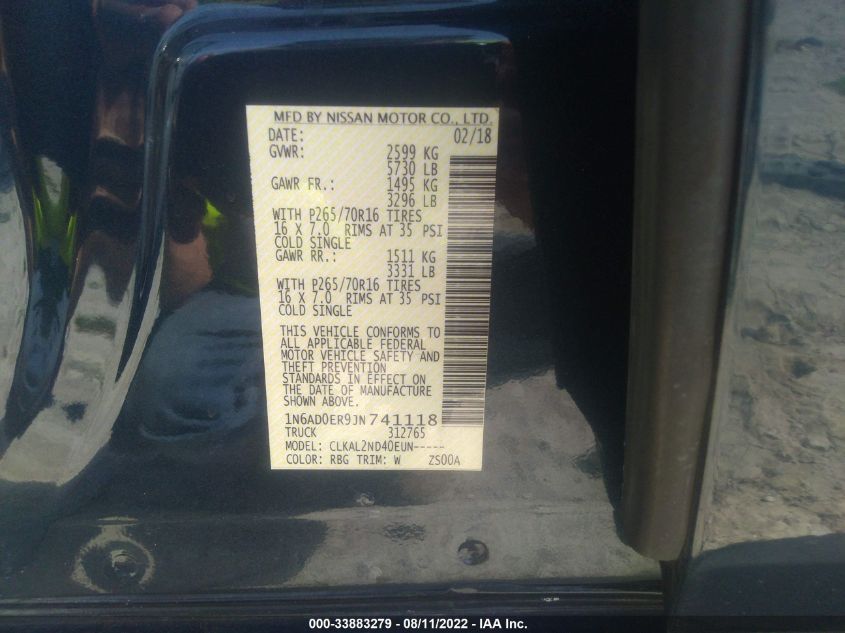 MFD BY NISSAN MOTOR CO., LTD.
DATE: 02/18
GVWR: 2599 KG
5730 LB
GAWR FR.: 1495 KG
3296 LB
WITH P265/70R16 TIRES
16 X 7.0 RIMS AT 35 PSI
COLD SINGLE
GAWR RR.: 1511 KG
3331 LB
WITH P265/70R16 TIRES
16 X 7.0 RIMS AT 35 PSI
COLD SINGLE
THIS VEHICLE CONFORMS TO
ALL APPLICABLE FEDERAL
MOTOR VEHICLE SAFETY AND
THEFT PREVENTION
STANDARDS IN EFFECT ON
THE DATE OF MANUFACTURE
SHOWN ABOVE.
1N6AD0ER9JN741118
TRUCK 312765
MODEL: CLKAL2ND40EUN-----
COLOR: RBG TRIM: W ZS00A
000-33883279 - 08/11/2022 - IAA Inc.